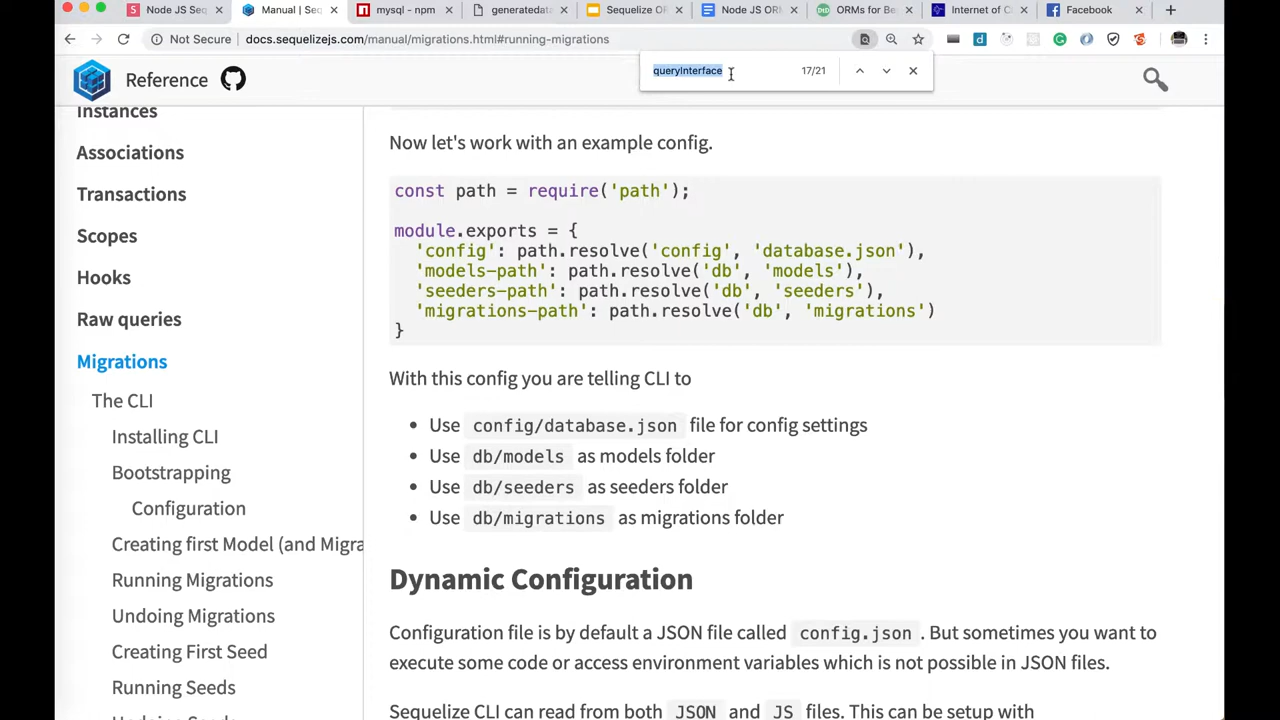 Node JS Seq
Manual | Seq
mysql - npm
generatedat
Sequelize OR
Node JS ORM
ORMs for Be
Internet of C
Facebook
Not Secure
docs.sequelizejs.com/manual/migrations.html#running-migrations
queryInterface
17/21
Reference
Instances
Associations
Transactions
Scopes
Hooks
Raw queries
Migrations
The CLI
Installing CLI
Bootstrapping
Configuration
Creating first Model (and Migra
Running Migrations
Undoing Migrations
Creating First Seed
Running Seeds
Undoing Seeds
Now let's work with an example config.
const path = require('path');
module.exports = {
'config': path.resolve('config', 'database.json'),
'models-path': path.resolve('db', 'models'),
'seeders-path': path.resolve('db', 'seeders'),
'migrations-path': path.resolve('db', 'migrations')
}
With this config you are telling CLI to
• Use config/database.json file for config settings
• Use db/models as models folder
• Use db/seeders as seeders folder
• Use db/migrations as migrations folder
Dynamic Configuration
Configuration file is by default a JSON file called config.json . But sometimes you want to
execute some code or access environment variables which is not possible in JSON files.
Sequelize CLI can read from both JSON and JS files. This can be setup with